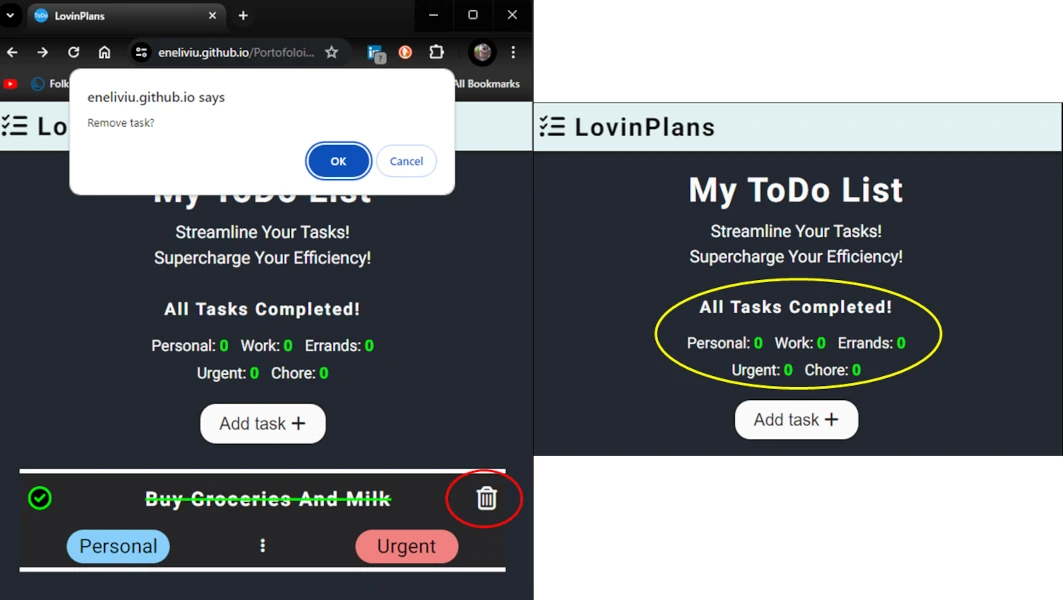 LovinPlans
eneliviu.github.io/Portofoloi...
All Bookmarks
eneliviu.github.io says
Remove task?
OK
Cancel
My ToDo List
Streamline Your Tasks!
Supercharge Your Efficiency!
All Tasks Completed!
Personal: 0 Work: 0 Errands: 0
Urgent: 0 Chore: 0
Add task +
Buy Groceries And Milk
Personal
Urgent
LovinPlans
My ToDo List
Streamline Your Tasks!
Supercharge Your Efficiency!
All Tasks Completed!
Personal: 0 Work: 0 Errands: 0
Urgent: 0 Chore: 0
Add task +